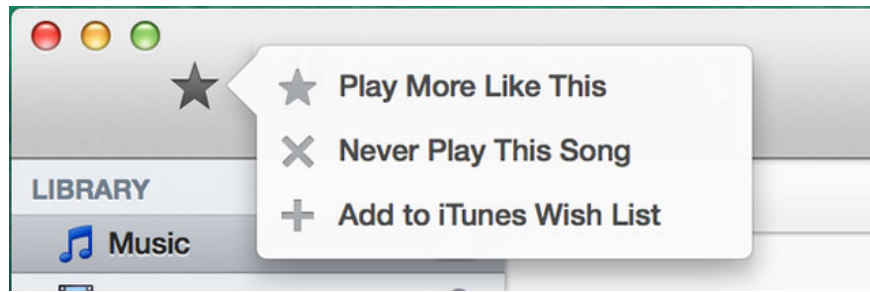 Play More Like This
Never Play This Song
Add to iTunes Wish List
LIBRARY
Music